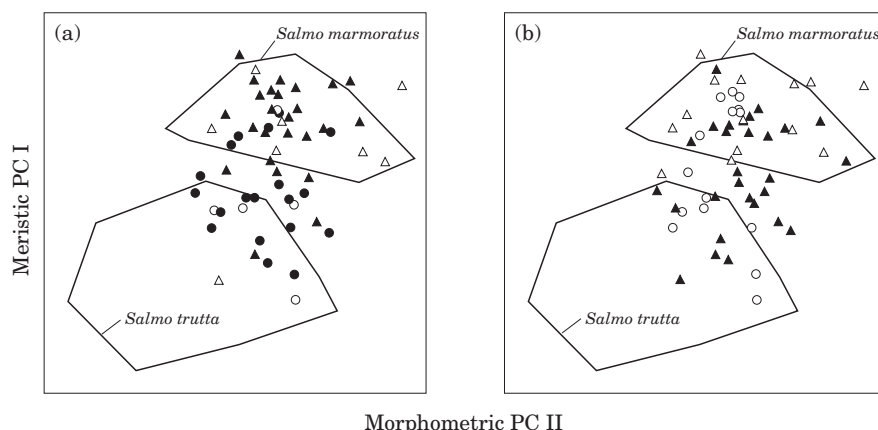 (a)
Salmo marmoratus
Salmo trutta
(b)
Salmo marmoratus
Salmo trutta
Meristic PC I
Morphometric PC II